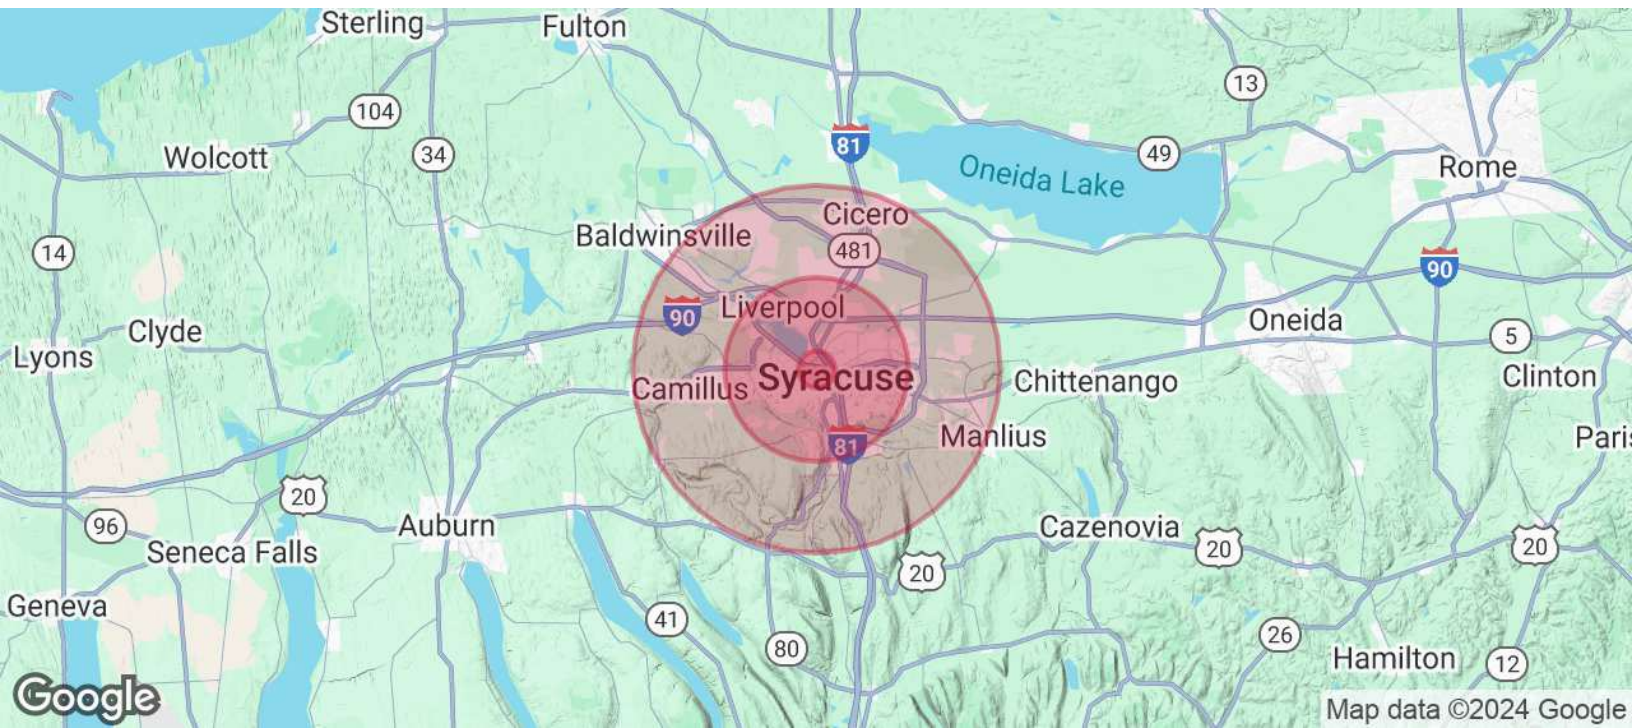 Sterling
Fulton
13
104
81
34
49
Wolcott
Rome
Oneida Lake
Cicero
Baldwinsville
14
481
90
Liverpool
90
Oneida
Clyde
5
Lyons
Syracuse
Clinton
Camillus
Chittenango
Manlius
Paris
81
20
96
Auburn
Cazenovia
20
20
Seneca Falls
20
Geneva
41
26
80
Hamilton
12
Google
Map data ©2024 Google